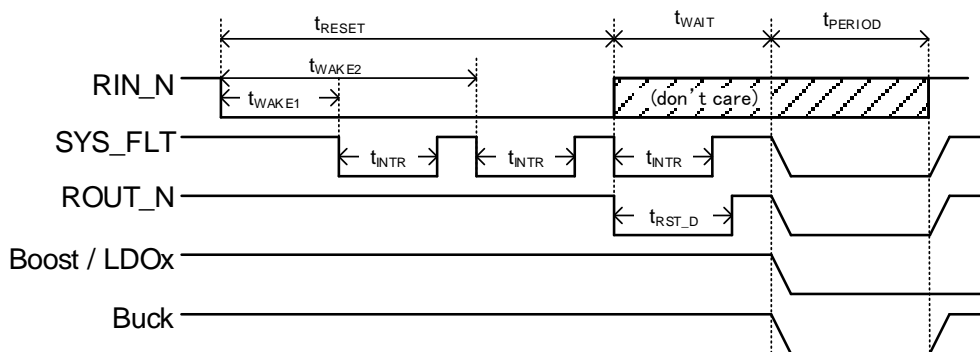 tRESET tWAIT tPERIOD
tWAKE2
RIN_N
tWAKE1
(don't care)
SYS_FLT
tINTR tINTR tINTR
ROUT_N
tRST_D
Boost / LDOx
Buck